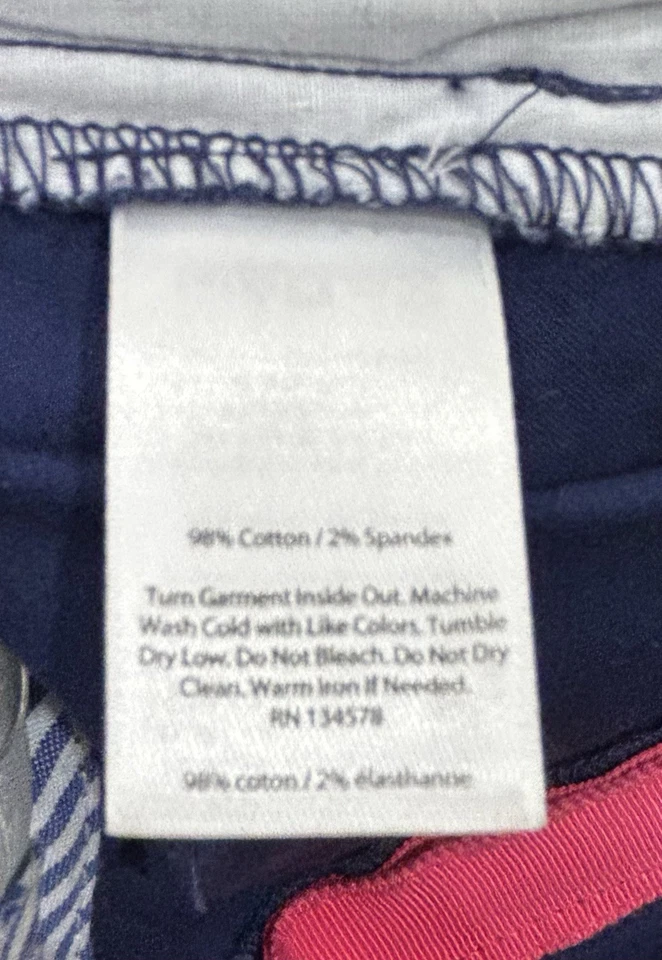 98% Cotton / 2% Spandex
Turn Garment Inside Out. Machine
Wash Cold with Like Colors. Tumble
Dry Low. Do Not Bleach. Do Not Dry
Clean. Warm Iron If Needed.
RN 134578
98% coton / 2% élasthanne